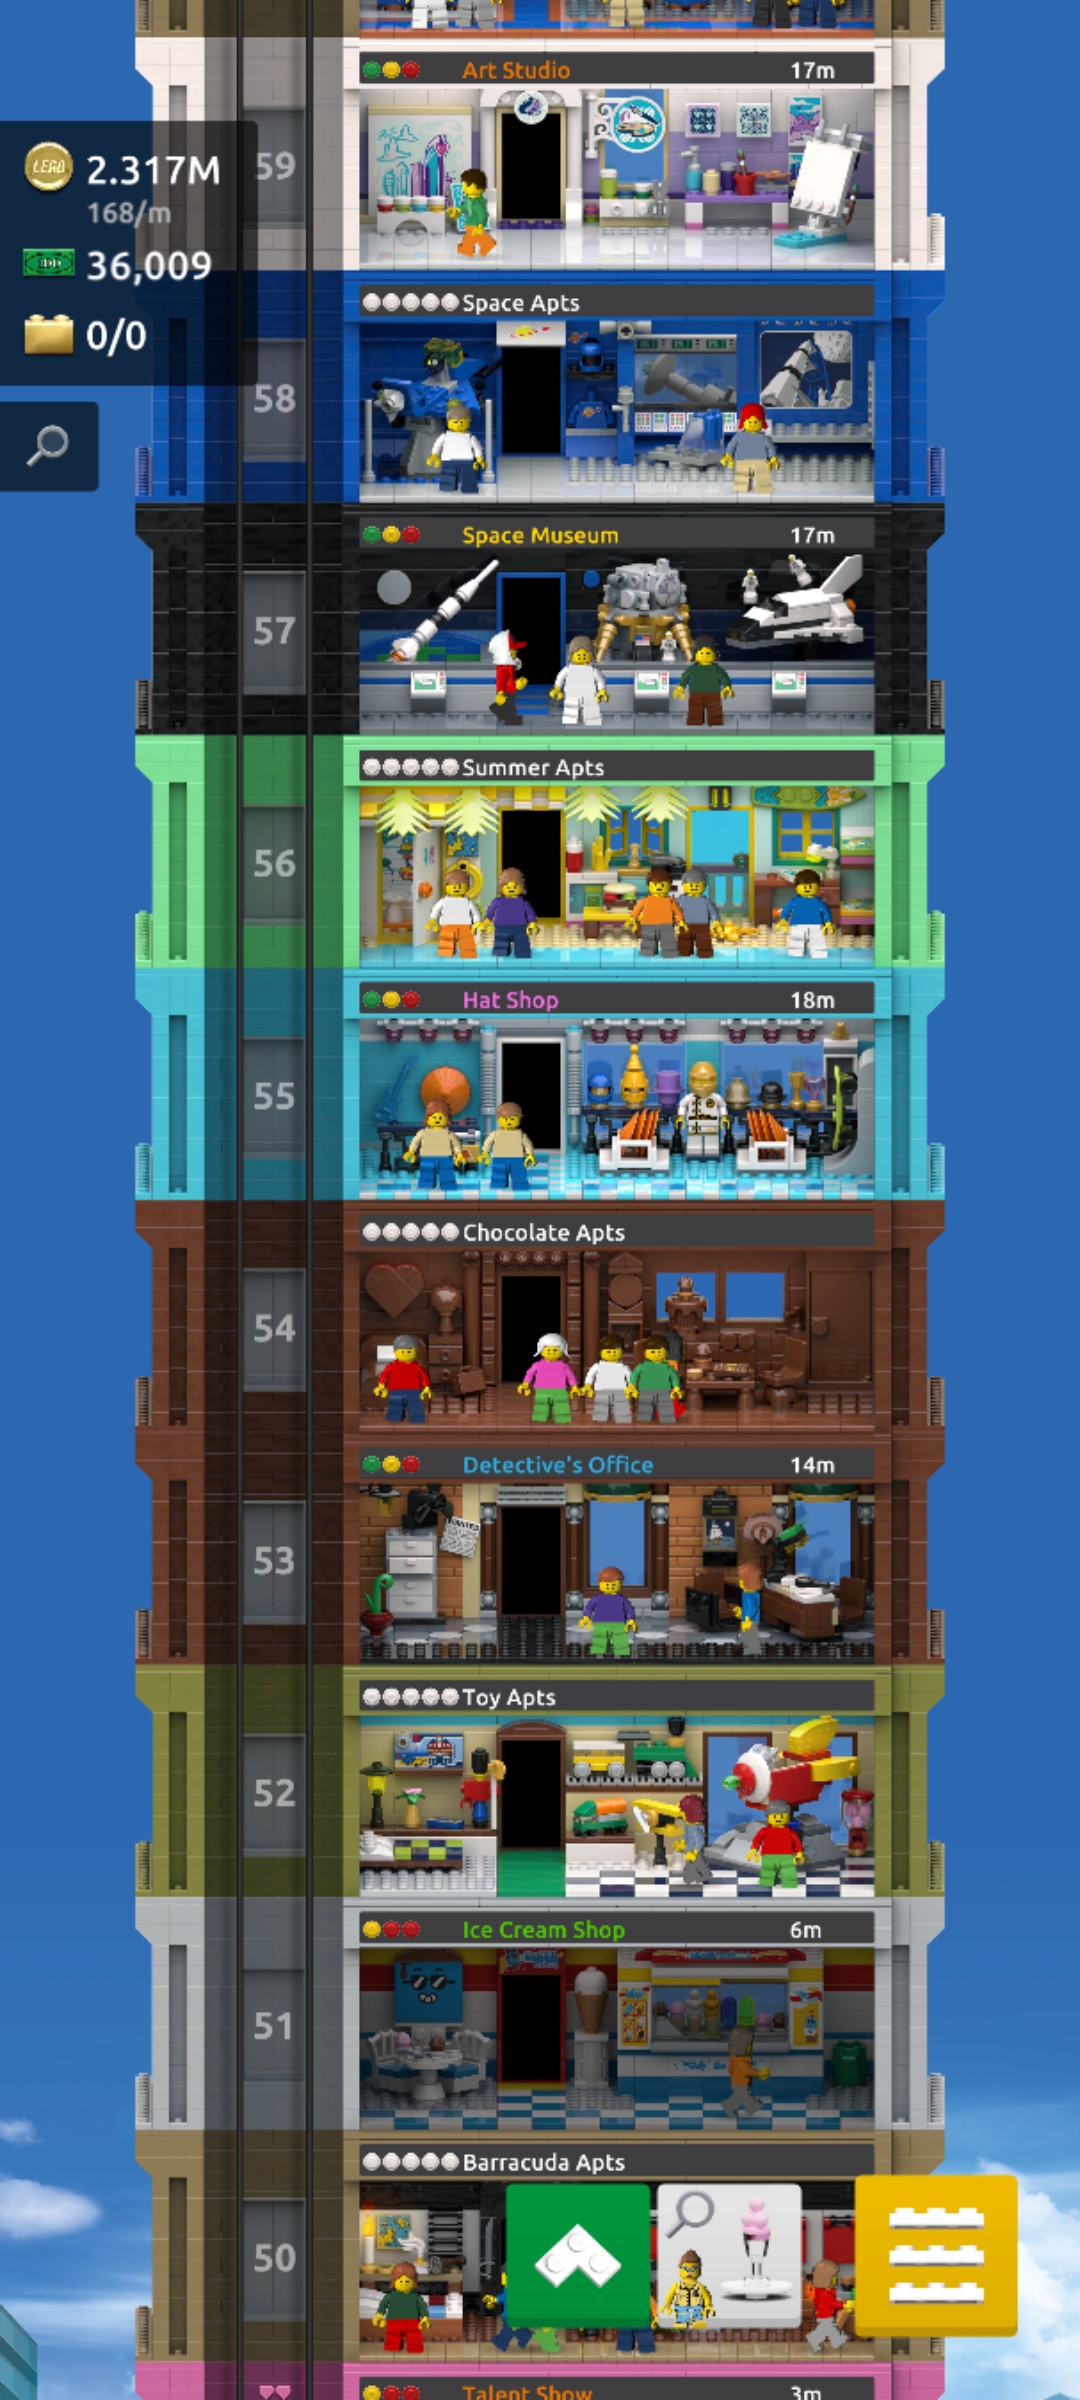 Art Studio 17m
59
LEGO 2.317M
168/m
36,009
0/0
Space Apts
58
Space Museum 17m
57
Summer Apts
56
Hat Shop 18m
55
Chocolate Apts
54
Detective's Office 14m
53
WANTED
Toy Apts
52
Ice Cream Shop 6m
51
Barracuda Apts
50
Talent Show 3m